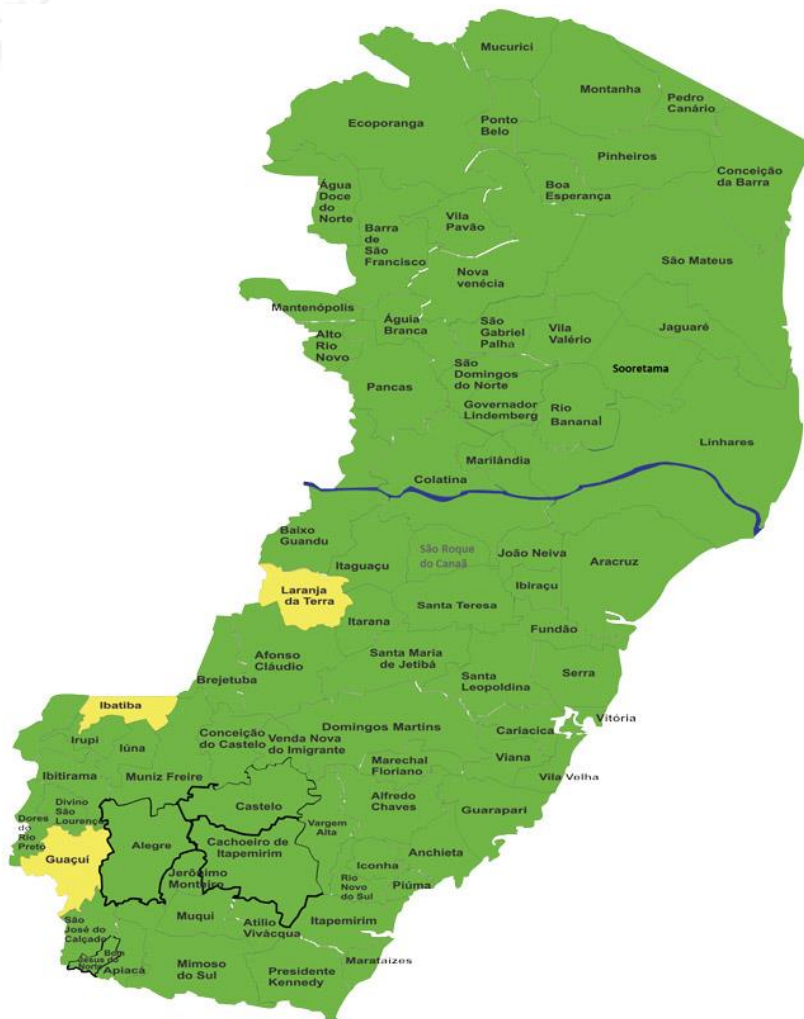 Mucurici
Montanha
Pedro
Canário
Ecoporanga
Ponto
Belo
Pinheiros
Conceição
da Barra
Água
Doce
do
Norte
Boa
Esperança
Vila
Pavão
Barra
de
São
Francisco
São Mateus
Nova
venécia
Mantenópolis
Águia
Branca
São
Gabriel
Palha
Vila
Valério
Jaguaré
Alto
Rio
Novo
São
Domingos
do Norte
Sooretama
Pancas
Governador
Lindemberg
Rio
Bananal
Linhares
Marilândia
Colatina
Baixo
Guandu
Itaguaçu
São Roque
do Canaã
João Neiva
Aracruz
Ibiraçu
Laranja
da Terra
Santa Teresa
Itarana
Fundão
Afonso
Cláudio
Santa Maria
de Jetibá
Brejetuba
Santa
Leopoldina
Serra
Ibatiba
Vitória
Domingos Martins
Cariacica
Conceição
do Castelo
Venda Nova
do Imigrante
Irupi
Iúna
Viana
Marechal
Floriano
Ibitirama
Muniz Freire
Vila Velha
Castelo
Alfredo
Chaves
Guarapari
Divino
São
Lourenço
Dores
do
Rio
Preto
Vargem
Alta
Alegre
Cachoeiro de
Itapemirim
Anchieta
Guaçuí
Iconha
Jerônimo
Monteiro
Rio
Novo
do Sul
Piúma
Muqui
Atílio
Vivácqua
Itapemirim
São
José do
Calçado
Bom
Jesus do
Norte
Apiacá
Mimoso
do Sul
Presidente
Kennedy
Marataízes